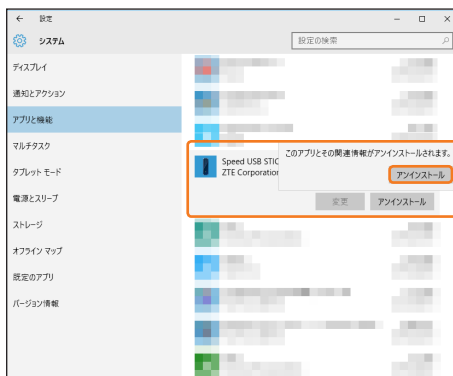 ← 設定
システム
設定の検索
ディスプレイ
通知とアクション
アプリと機能
マルチタスク
タブレット モード
電源とスリープ
ストレージ
オフライン マップ
既定のアプリ
バージョン情報
Speed USB STIC
ZTE Corporation
このアプリとその関連情報がアンインストールされます。
アンインストール
変更
アンインストール